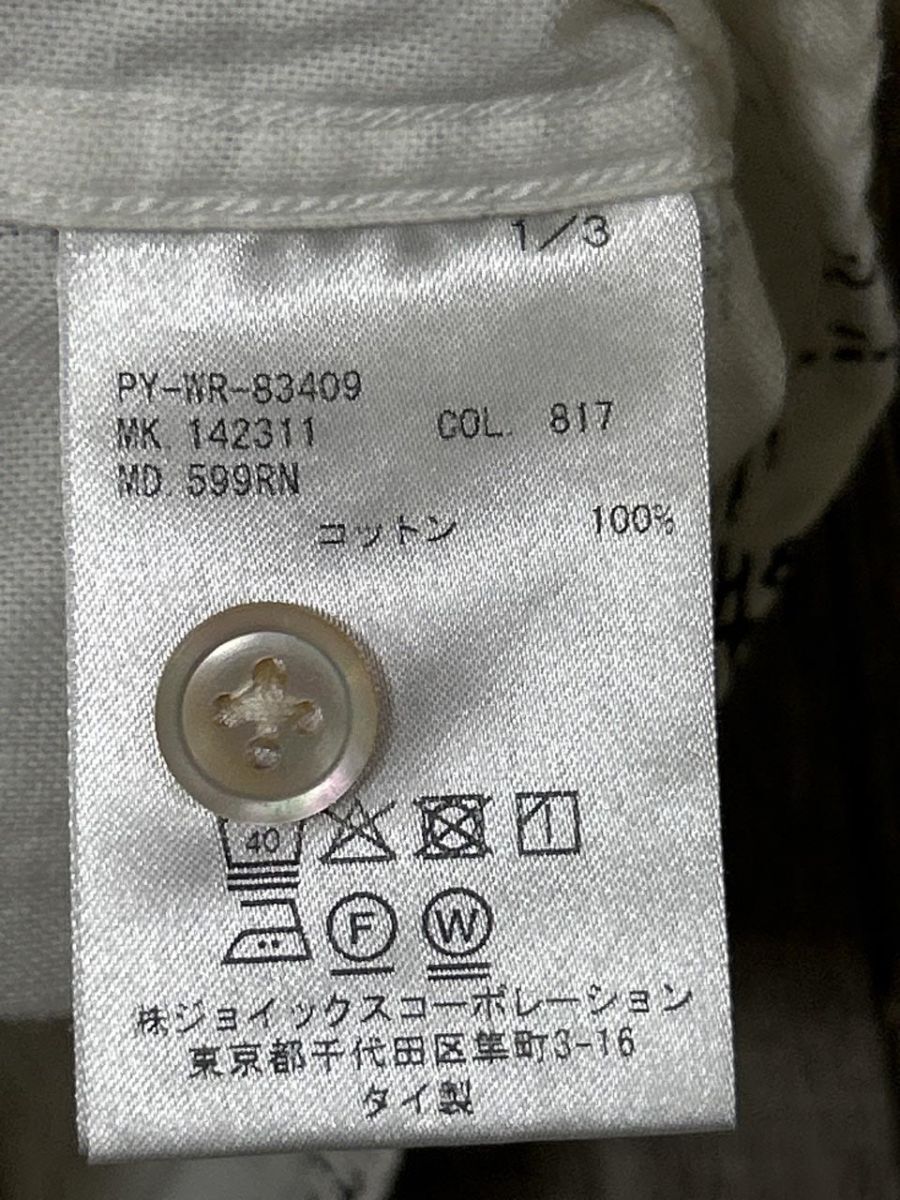 1/3
PY-WR-83409
MK. 142311 COL. 817
MD. 599RN
コットン 100%
40
F W
㈱ジョイックスコーポレーション
東京都千代田区隼町3-16
タイ製